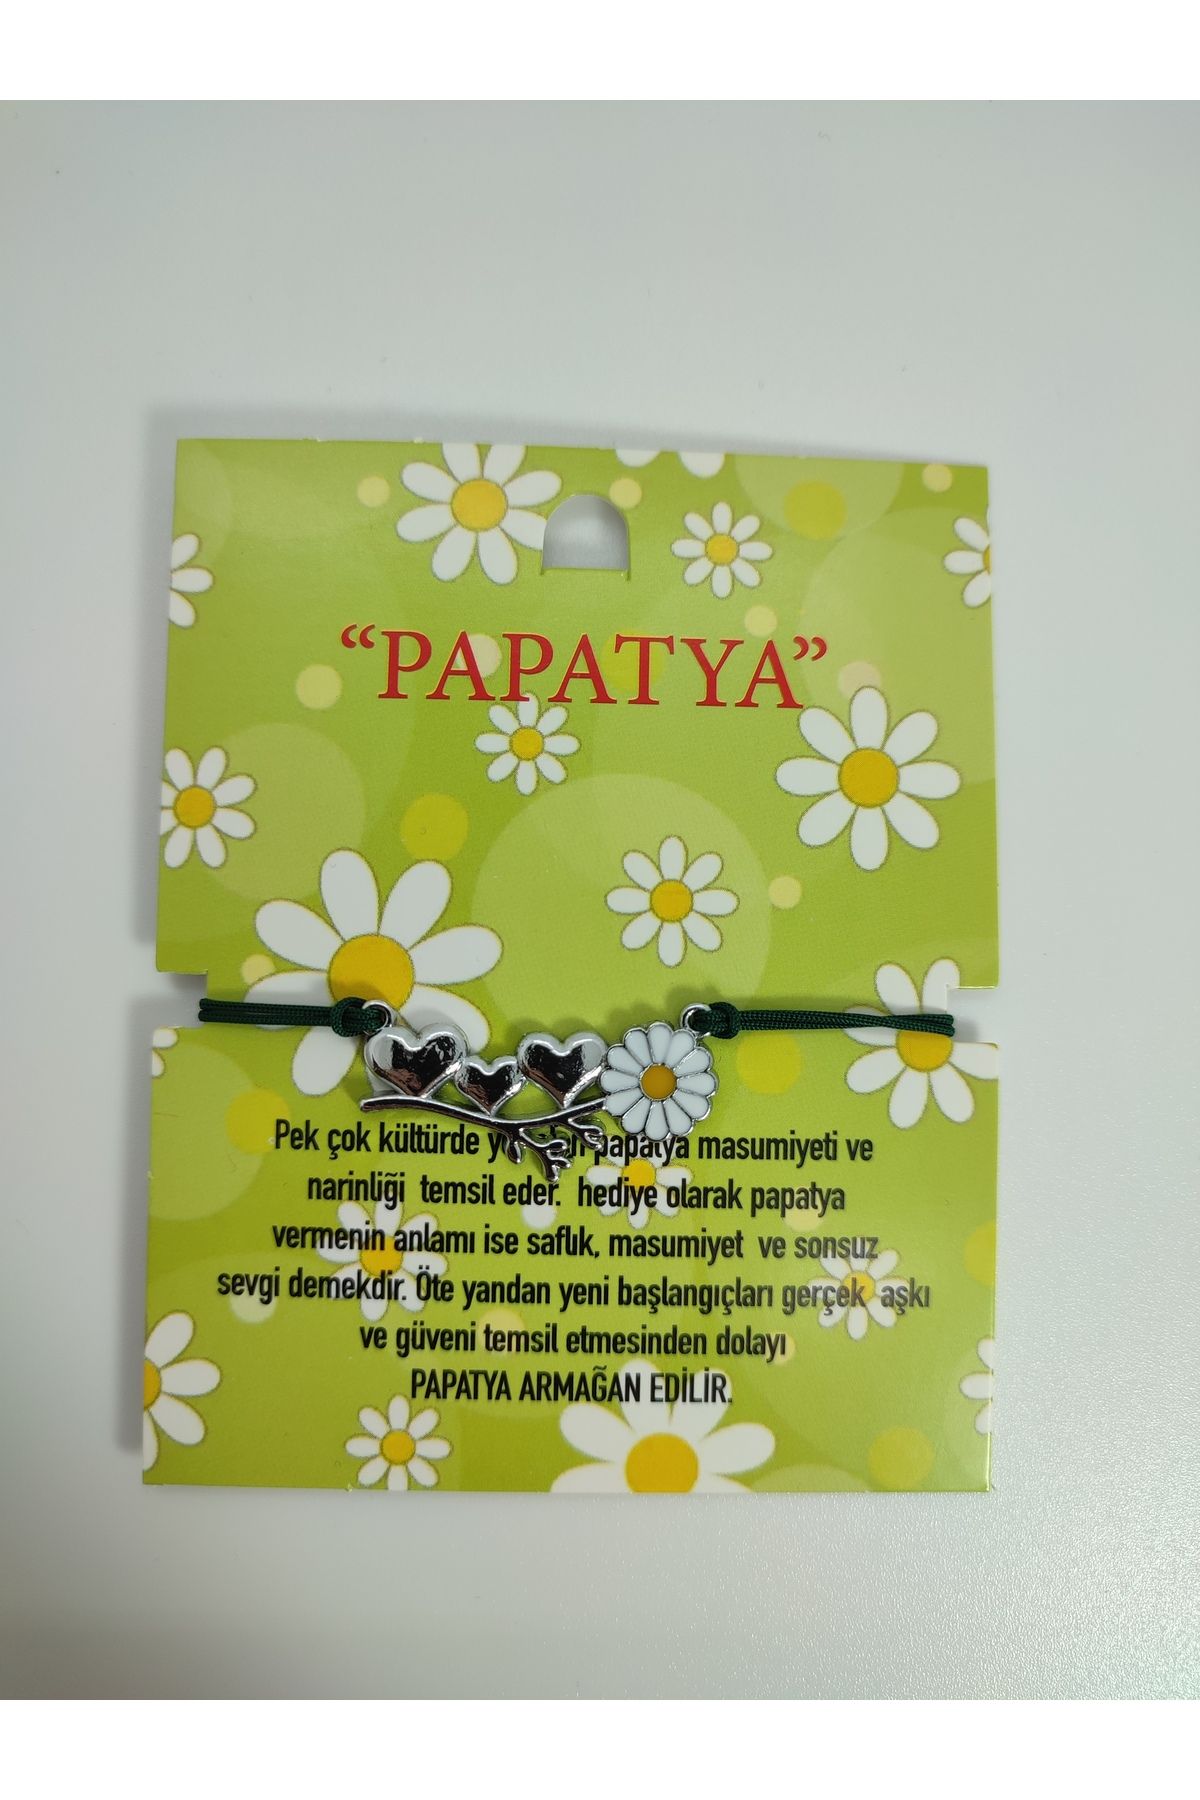 “PAPATYA”
Pek çok kültürde papatya masumiyeti ve
narinliği temsil eder. hediye olarak papatya
vermenin anlamı ise saflık, masumiyet ve sonsuz
sevgi demekdir. Öte yandan yeni başlangıçları gerçek aşkı
ve güveni temsil etmesinden dolayı
PAPATYA ARMAĞAN EDİLİR.